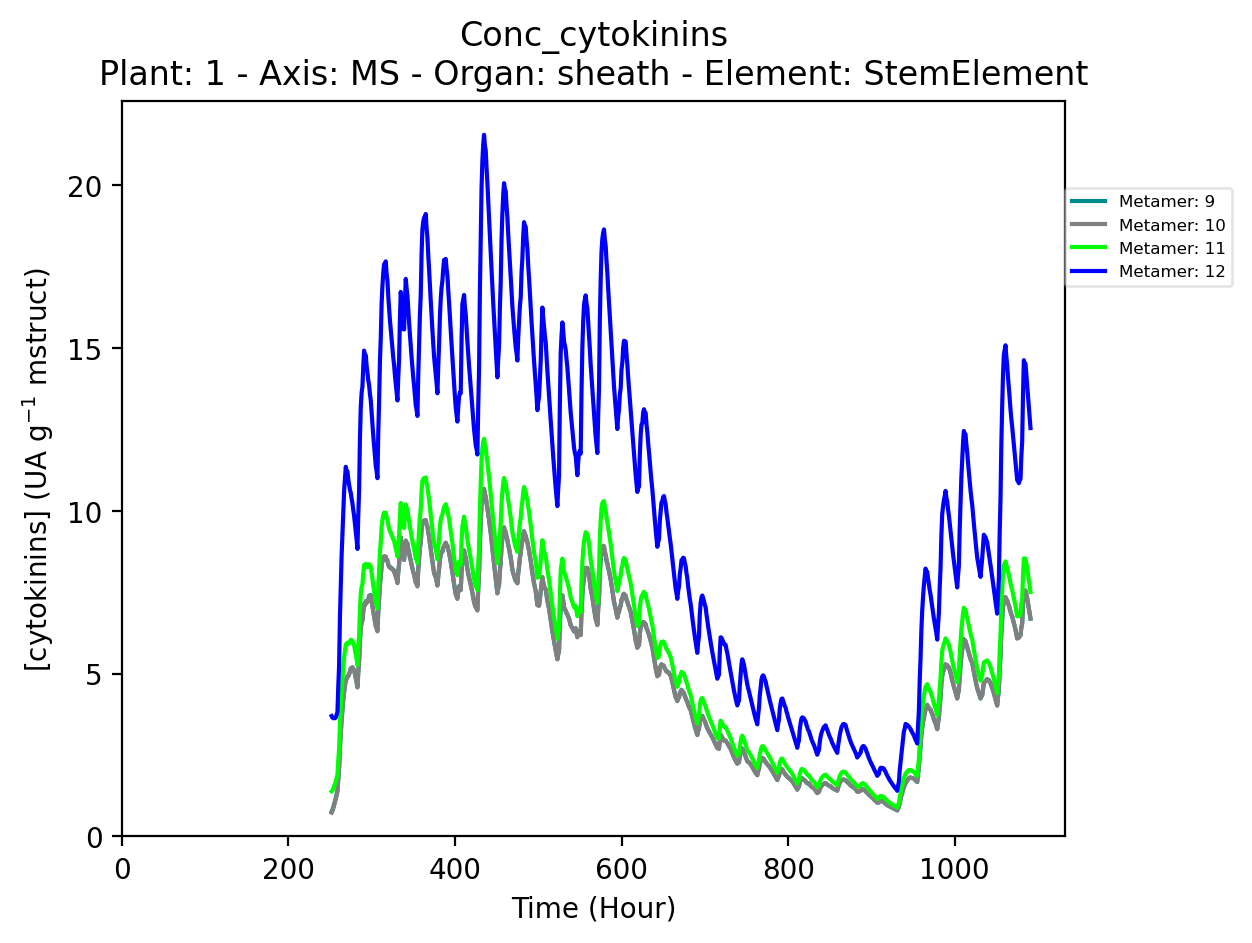 Conc_cytokinins
Plant: 1 - Axis: MS - Organ: sheath - Element: StemElement
[cytokinins] (UA g⁻¹ mstruct)
20
15
10
5
0
0 200 400 600 800 1000
Time (Hour)
Metamer: 9
Metamer: 10
Metamer: 11
Metamer: 12